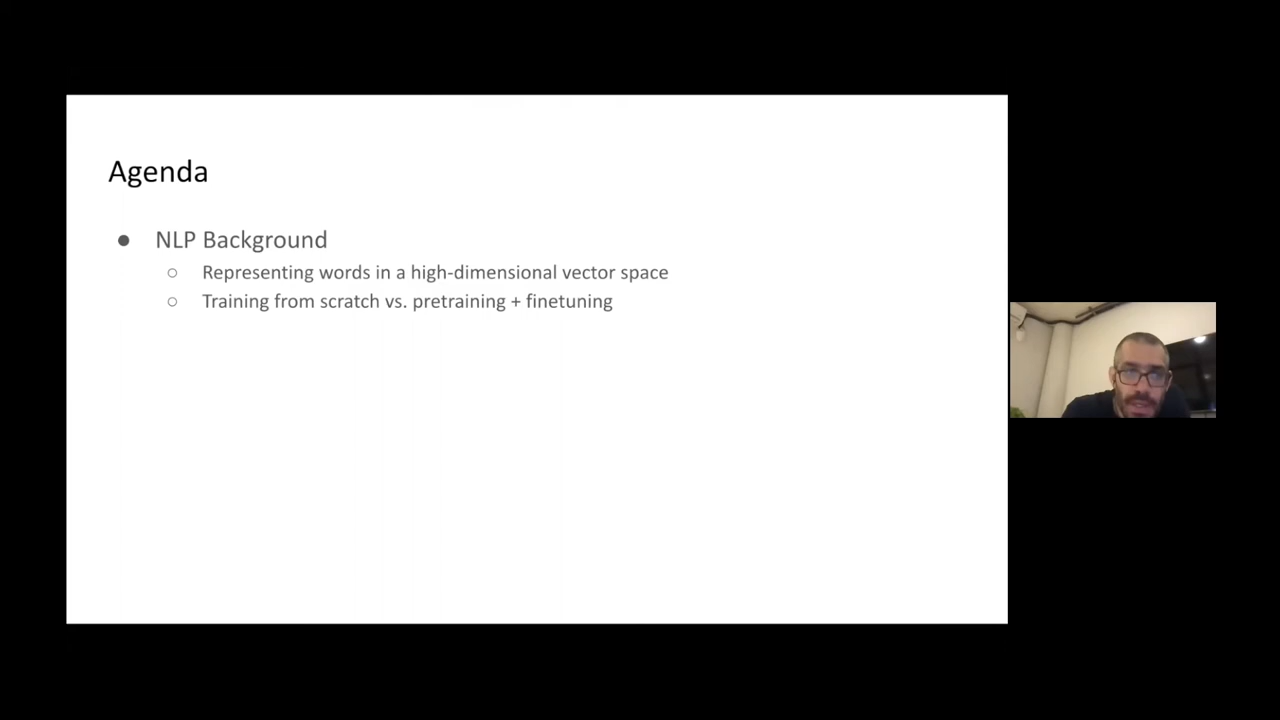 Agenda
● NLP Background
○ Representing words in a high-dimensional vector space
○ Training from scratch vs. pretraining + finetuning